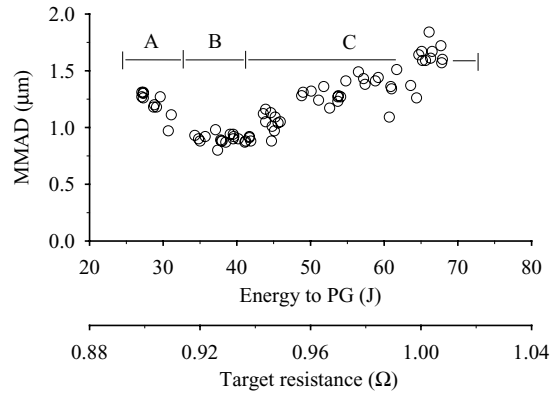 2.0
A
B
C
1.5
1.0
0.5
0.0
MMAD (μm)
20 30 40 50 60 70 80
Energy to PG (J)
0.88 0.92 0.96 1.00 1.04
Target resistance (Ω)